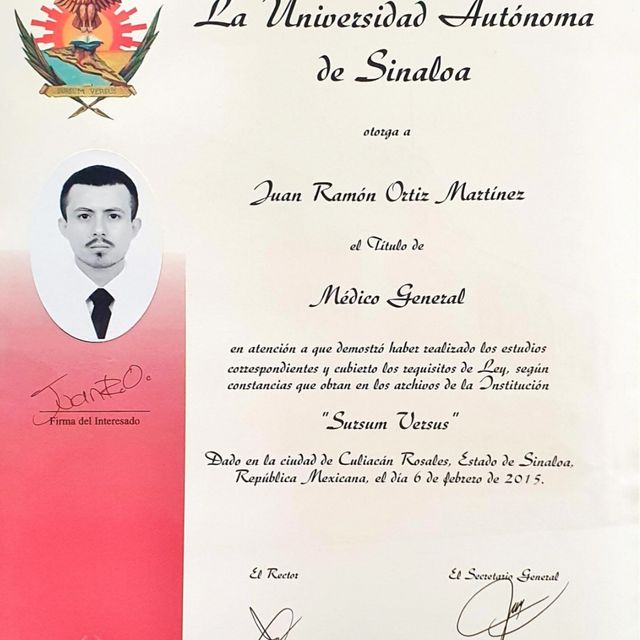 La Universidad Autónoma
de Sinaloa
SURSUM VERSUS
otorga a
Juan Ramón Ortiz Martínez
el Título de
Médico General
en atención a que demostró haber realizado los estudios
correspondientes y cubierto los requisitos de Ley, según
constancias que obran en los archivos de la Institución
"Sursum Versus"
Dado en la ciudad de Culiacán Rosales, Estado de Sinaloa,
República Mexicana, el día 6 de febrero de 2015.
JuanR.O.
Firma del Interesado
El Rector
El Secretario General